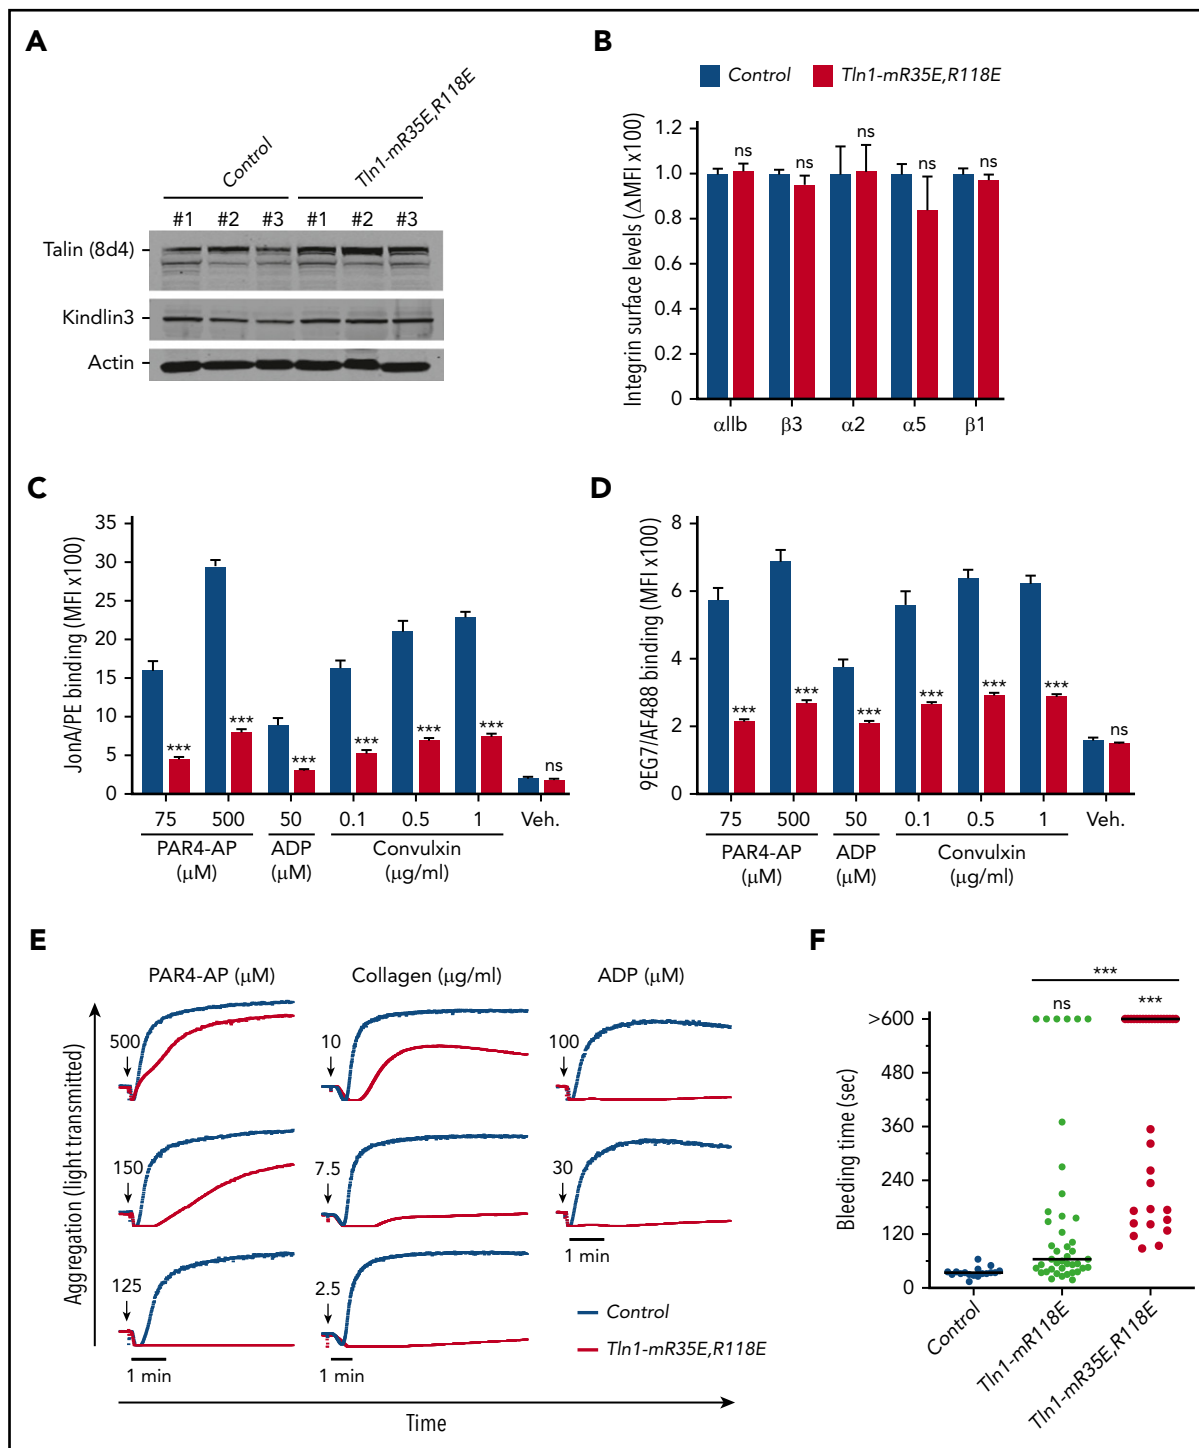 A
Control
Tln1-mR35E,R118E
#1 #2 #3 #1 #2 #3
Talin (8d4)
Kindlin3
Actin
B
Control Tln1-mR35E,R118E
Integrin surface levels (ΔMFI x100)
1.2
1.0
0.8
0.6
0.4
0.2
0
ns ns ns ns ns
αIIb β3 α2 α5 β1
C
JonA/PE binding (MFI x100)
35
30
25
20
15
10
5
0
*** *** *** *** *** *** ns
75 500 50 0.1 0.5 1 Veh.
PAR4-AP ADP Convulxin
(μM) (μM) (μg/ml)
D
9EG7/AF488 binding (MFI x100)
8
6
4
2
0
*** *** *** *** *** *** ns
75 500 50 0.1 0.5 1 Veh.
PAR4-AP ADP Convulxin
(μM) (μM) (μg/ml)
E
PAR4-AP (μM) Collagen (μg/ml) ADP (μM)
Aggregation (light transmitted)
500 10 100
150 7.5 30
1 min
125 2.5
1 min 1 min
Control
Tln1-mR35E,R118E
Time
F
***
ns ***
Bleeding time (sec)
>600
480
360
240
120
0
Control
Tln1-mR118E
Tln1-mR35E,R118E